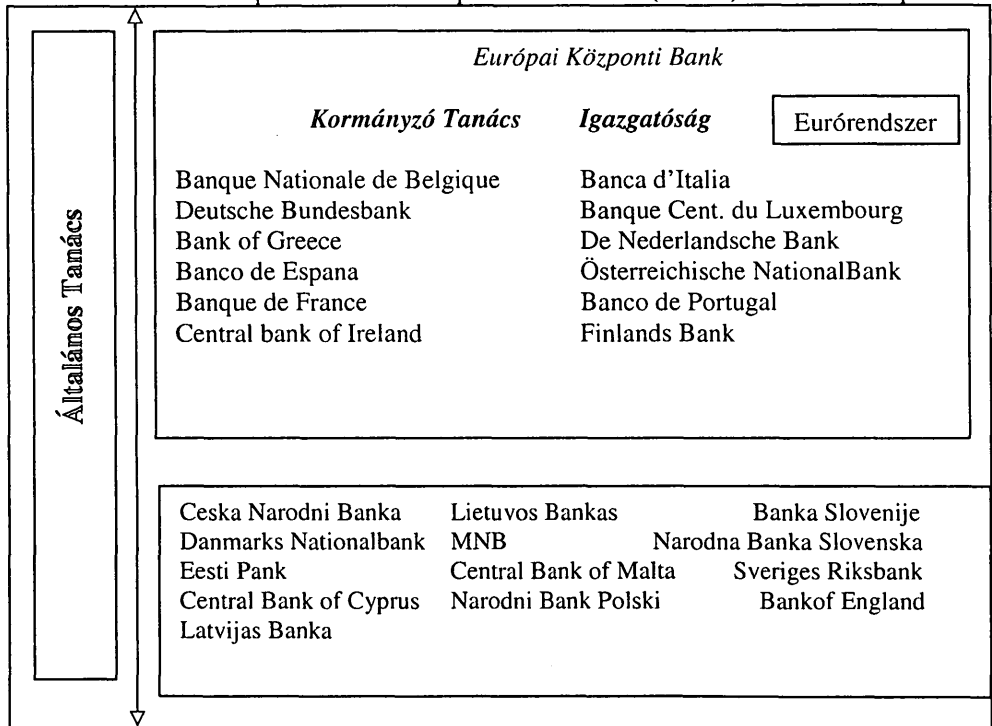 Általános Tanács
Európai Központi Bank
Kormányzó Tanács Igazgatóság Eurórendszer
Banque Nationale de Belgique Banca d’Italia
Deutsche Bundesbank Banque Cent. du Luxembourg
Bank of Greece De Nederlandsche Bank
Banco de Espana Österreichische NationalBank
Banque de France Banco de Portugal
Central bank of Ireland Finlands Bank
Ceska Narodni Banka Lietuvos Bankas Banka Slovenije
Danmarks Nationalbank MNB Narodna Banka Slovenska
Eesti Pank Central Bank of Malta Sveriges Riksbank
Central Bank of Cyprus Narodni Bank Polski Bankof England
Latvijas Banka